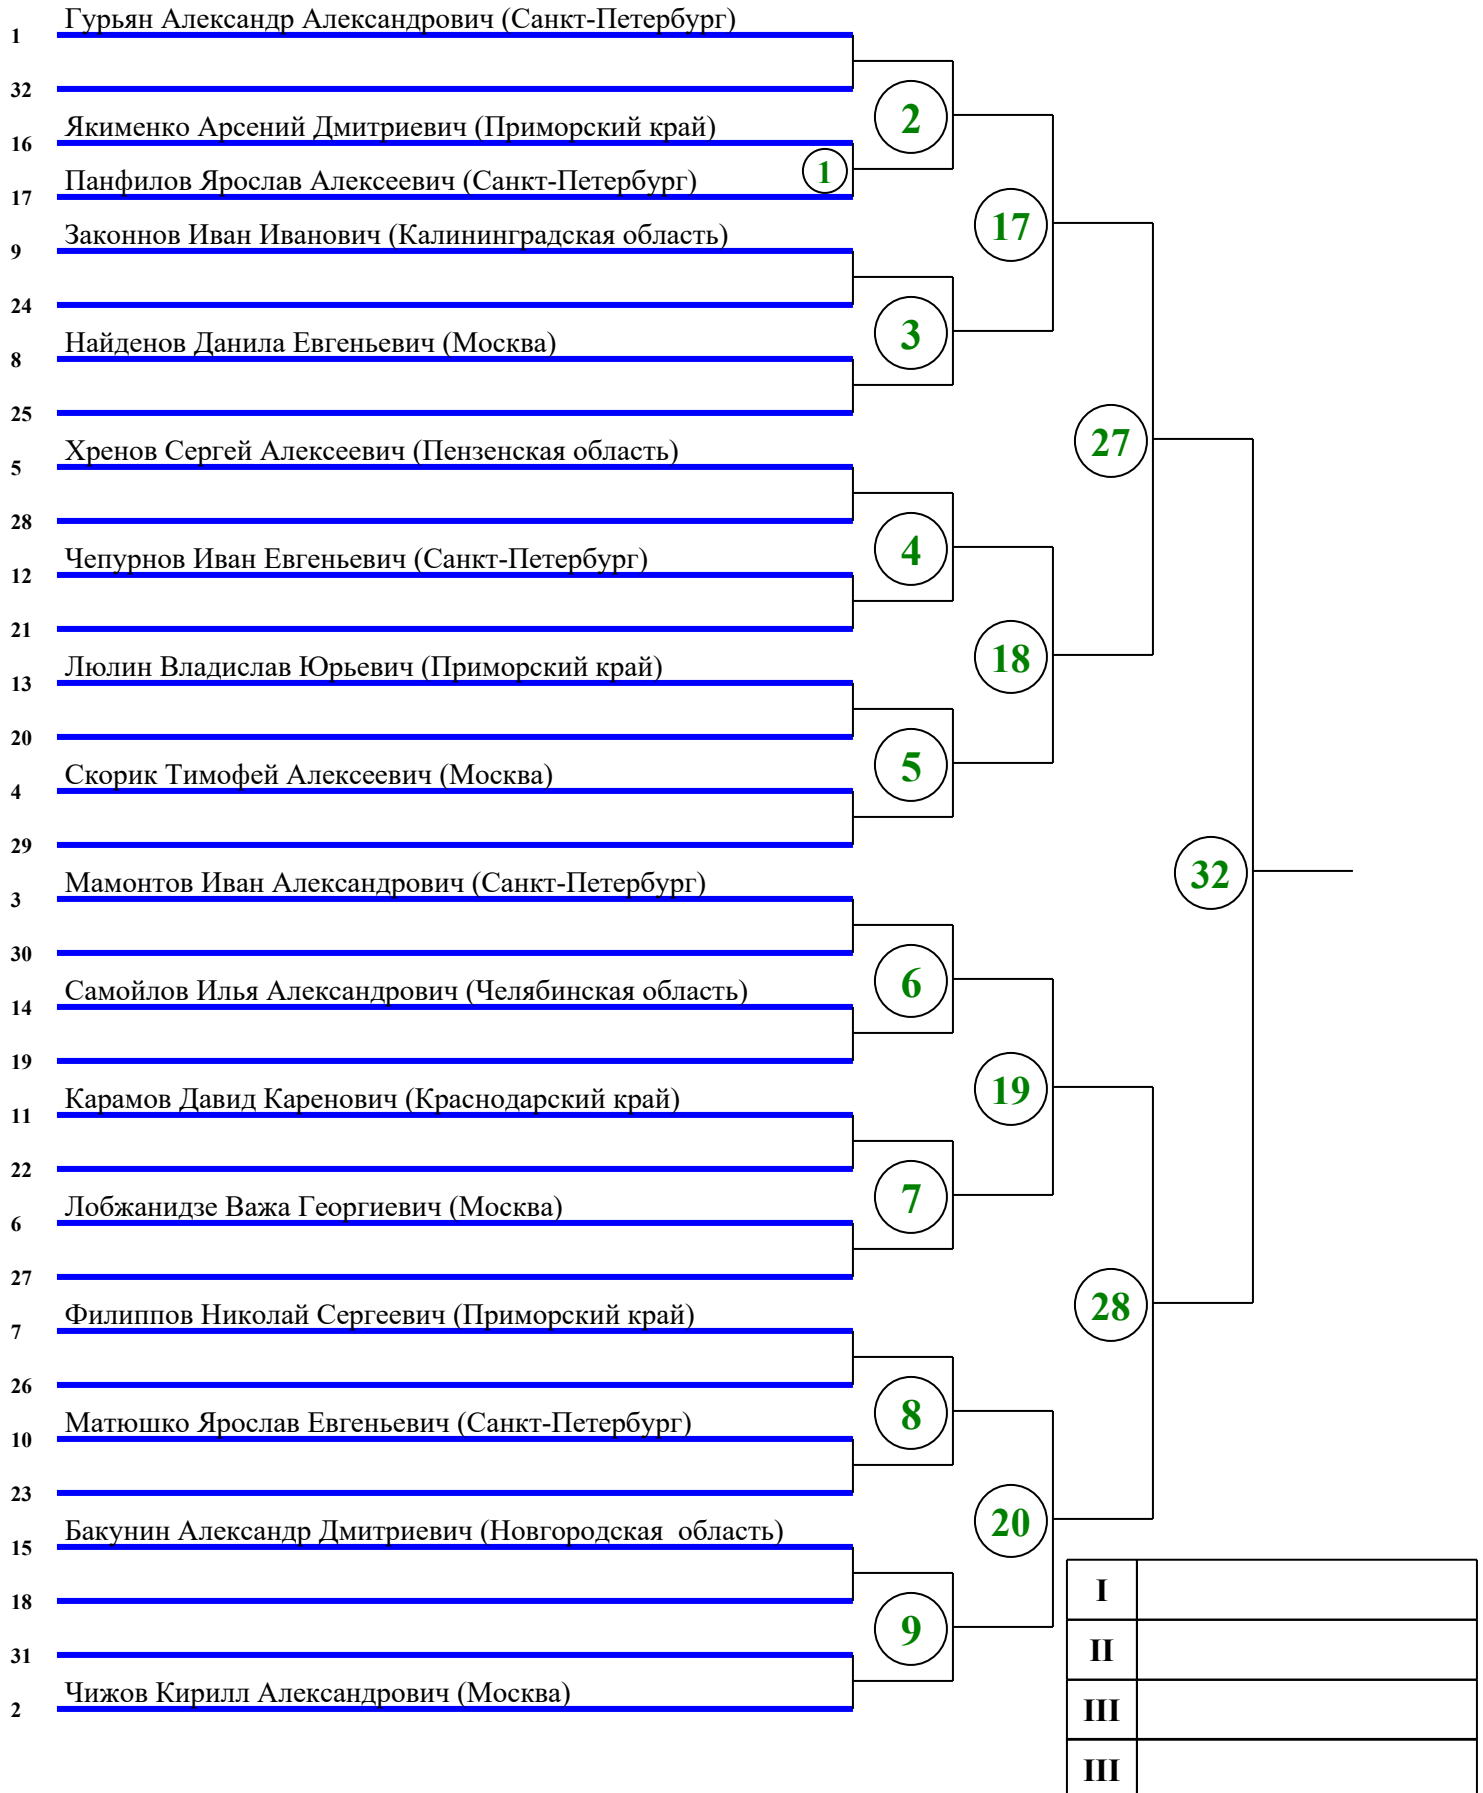 1 Гурьян Александр Александрович (Санкт-Петербург)
32
16 Якименко Арсений Дмитриевич (Приморский край)
17 Панфилов Ярослав Алексеевич (Санкт-Петербург)
9 Законнов Иван Иванович (Калининградская область)
24
8 Найденов Данила Евгеньевич (Москва)
25
5 Хренов Сергей Алексеевич (Пензенская область)
28
12 Чепурнов Иван Евгеньевич (Санкт-Петербург)
21
13 Люлин Владислав Юрьевич (Приморский край)
20
4 Скорик Тимофей Алексеевич (Москва)
29
3 Мамонтов Иван Александрович (Санкт-Петербург)
30
14 Самойлов Илья Александрович (Челябинская область)
19
11 Карамов Давид Каренович (Краснодарский край)
22
6 Лобжанидзе Важа Георгиевич (Москва)
27
7 Филиппов Николай Сергеевич (Приморский край)
26
10 Матюшко Ярослав Евгеньевич (Санкт-Петербург)
23
15 Бакунин Александр Дмитриевич (Новгородская  область)
18
31
2 Чижов Кирилл Александрович (Москва)
1
2
3
4
5
6
7
8
9
17
18
19
20
27
28
32
I
II
III
III